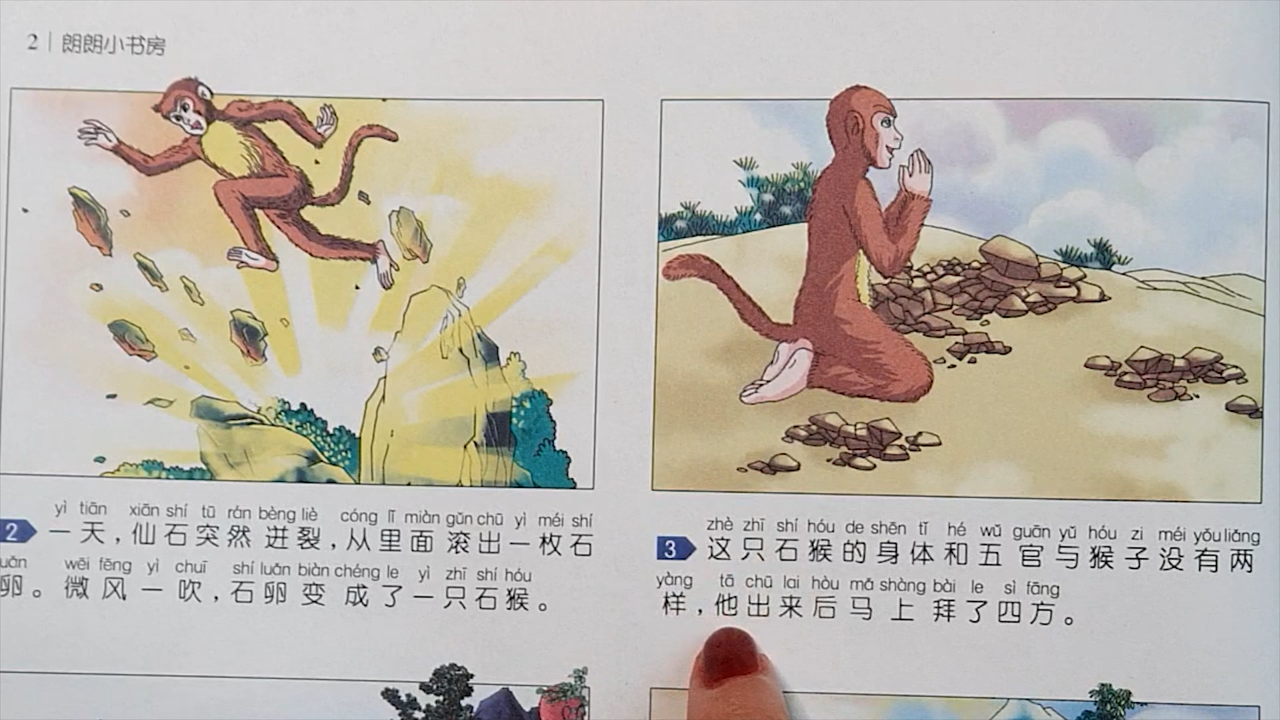 2 朗朗小书房
yì tiān xiān shí tū rán bèng liè cóng lǐ miàn gǔn chū yì méi shí
2 一天，仙石突然迸裂，从里面滚出一枚石
luǎn wēi fēng yì chuī shí luǎn biàn chéng le yì zhī shí hóu
卵。微风一吹，石卵变成了一只石猴。
zhè zhī shí hóu de shēn tǐ hé wǔ guān yǔ hóu zi méi yǒu liǎng
3 这只石猴的身体和五官与猴子没有两
yàng tā chū lai hòu mǎ shàng bài le sì fāng
样，他出来后马上拜了四方。